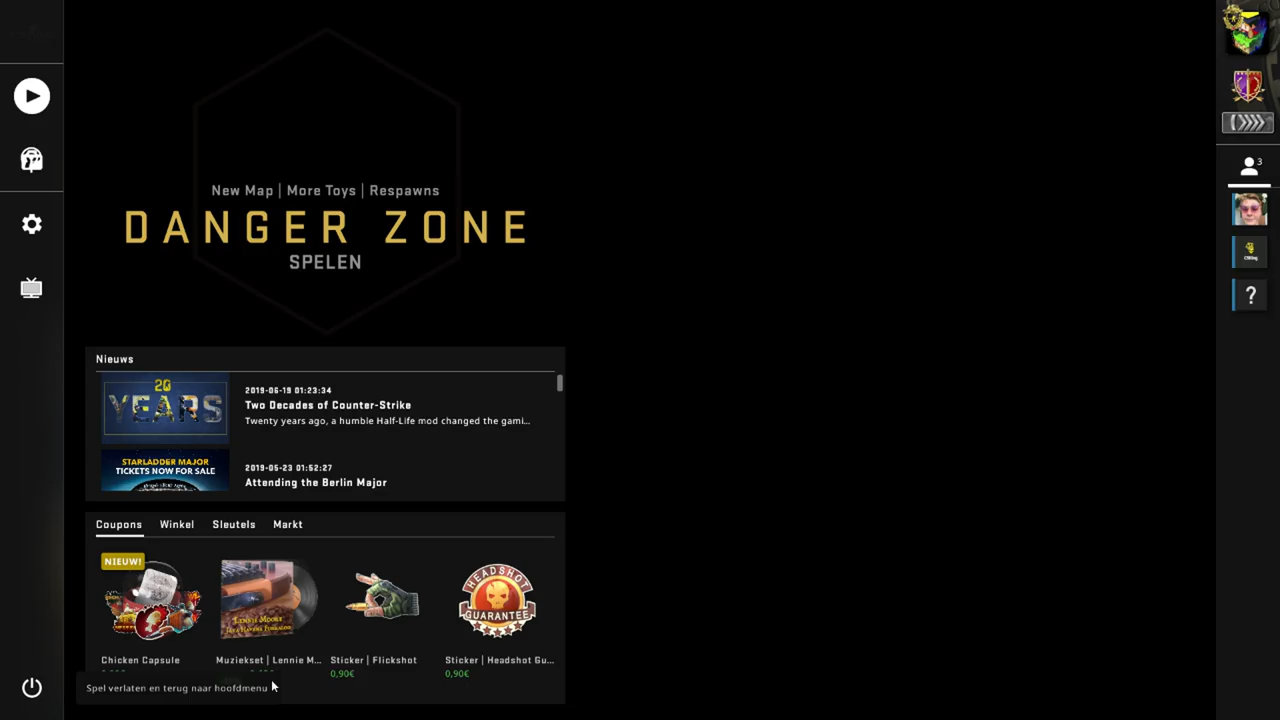 New Map | More Toys | Respawns
DANGER ZONE
SPELEN
3
?
Nieuws
20
YEARS
2019-06-19 01:23:34
Two Decades of Counter-Strike
Twenty years ago, a humble Half-Life mod changed the gami...
STARLADDER MAJOR
TICKETS NOW FOR SALE
2019-05-23 01:52:27
Attending the Berlin Major
Coupons Winkel Sleutels Markt
NIEUW!
LENNIE MOORE
HEADSHOT
GUARANTEE
Chicken Capsule
Muziekset | Lennie M...
Sticker | Flickshot
Sticker | Headshot Gu...
0,90€
0,90€
Spel verlaten en terug naar hoofdmenu